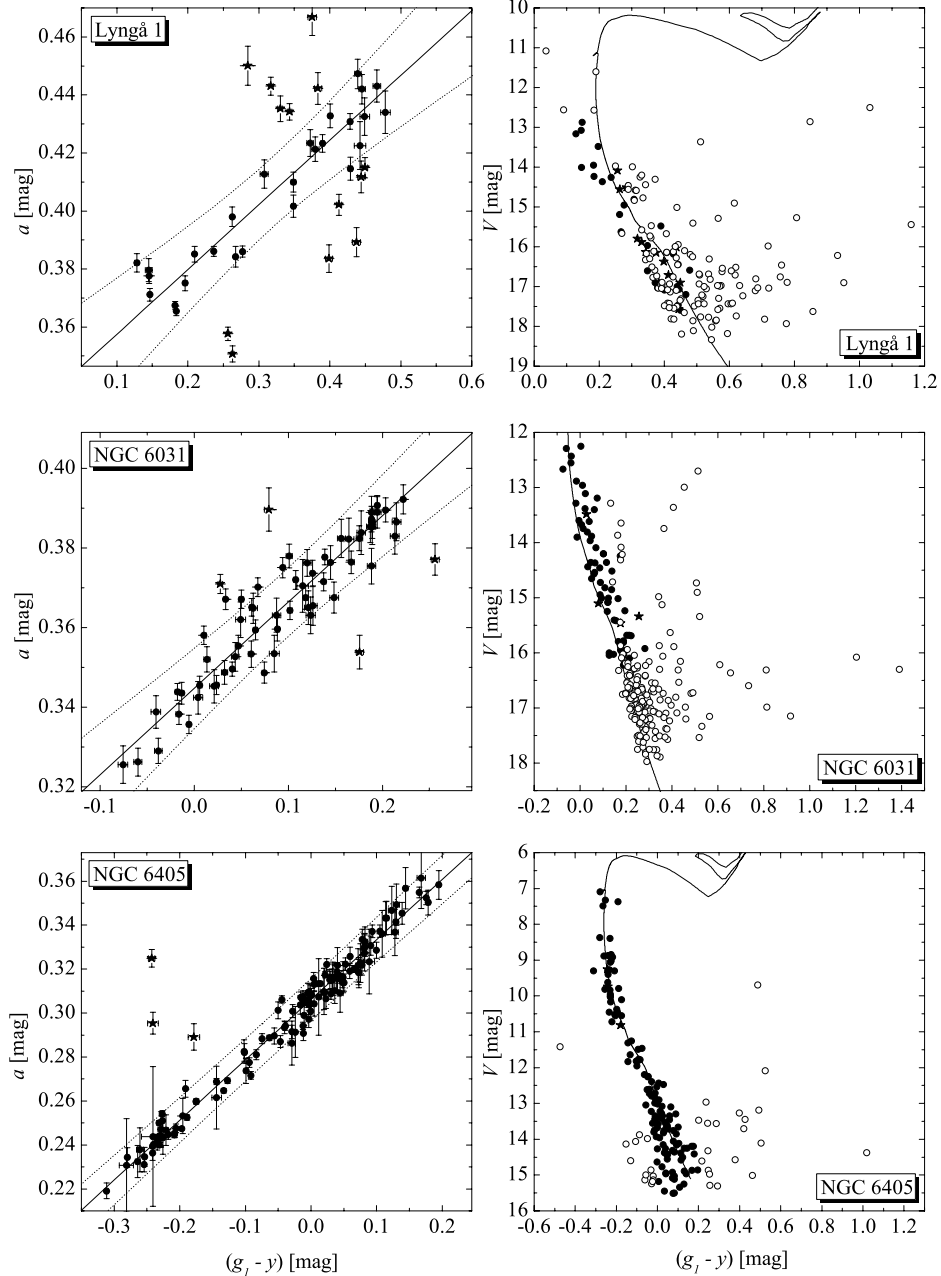 Lyngå 1
0.46
0.44
0.42
0.40
0.38
0.36
a [mag]
0.1 0.2 0.3 0.4 0.5 0.6
10
11
12
13
14
15
16
17
18
19
V [mag]
Lyngå 1
0.0 0.2 0.4 0.6 0.8 1.0 1.2
NGC 6031
0.40
0.38
0.36
0.34
0.32
a [mag]
-0.1 0.0 0.1 0.2
12
13
14
15
16
17
18
V [mag]
NGC 6031
-0.2 0.0 0.2 0.4 0.6 0.8 1.0 1.2 1.4
NGC 6405
0.36
0.34
0.32
0.30
0.28
0.26
0.24
0.22
a [mag]
-0.3 -0.2 -0.1 0.0 0.1 0.2
(g₁ - y) [mag]
6
7
8
9
10
11
12
13
14
15
16
V [mag]
NGC 6405
-0.6 -0.4 -0.2 0.0 0.2 0.4 0.6 0.8 1.0 1.2
(g₁ - y) [mag]